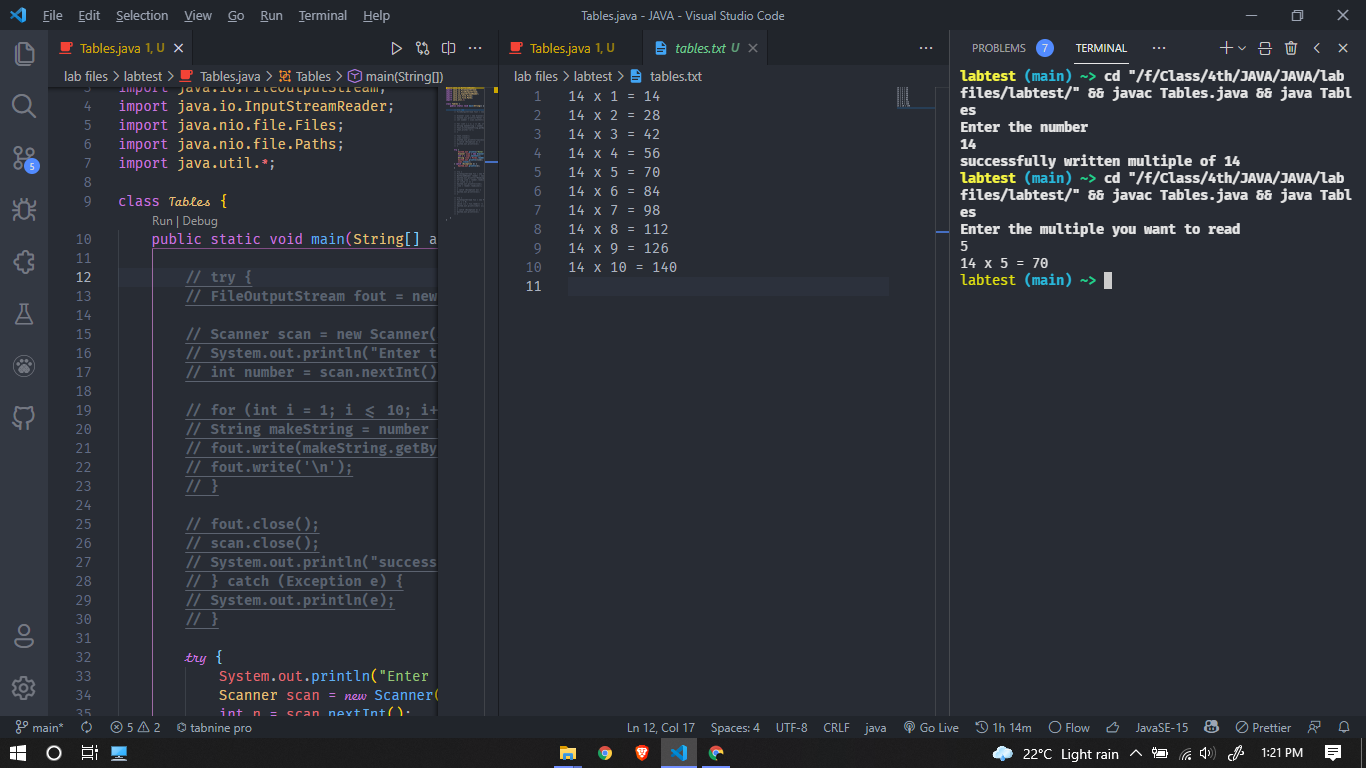 File Edit Selection View Go Run Terminal Help
Tables.java - JAVA - Visual Studio Code
Tables.java 1, U
lab files > labtest > Tables.java > Tables > main(String[])
import java.io.FileOutputStream;
4 import java.io.InputStreamReader;
5 import java.nio.file.Files;
6 import java.nio.file.Paths;
7 import java.util.*;
8
9 class Tables {
Run | Debug
10 public static void main(String[] a
11
12 // try {
13 // FileOutputStream fout = new
14
15 // Scanner scan = new Scanner(
16 // System.out.println("Enter t
17 // int number = scan.nextInt()
18
19 // for (int i = 1; i <= 10; i+
20 // String makeString = number
21 // fout.write(makeString.getBy
22 // fout.write('\n');
23 // }
24
25 // fout.close();
26 // scan.close();
27 // System.out.println("success
28 // } catch (Exception e) {
29 // System.out.println(e);
30 // }
31
32 try {
33 System.out.println("Enter
34 Scanner scan = new Scanner(
35 int n = scan.nextInt();
Tables.java 1, U
tables.txt U
lab files > labtest > tables.txt
1 14 x 1 = 14
2 14 x 2 = 28
3 14 x 3 = 42
4 14 x 4 = 56
5 14 x 5 = 70
6 14 x 6 = 84
7 14 x 7 = 98
8 14 x 8 = 112
9 14 x 9 = 126
10 14 x 10 = 140
11
PROBLEMS 7 TERMINAL
labtest (main) ~> cd "/f/Class/4th/JAVA/JAVA/lab
files/labtest/" && javac Tables.java && java Tabl
es
Enter the number
14
successfully written multiple of 14
labtest (main) ~> cd "/f/Class/4th/JAVA/JAVA/lab
files/labtest/" && javac Tables.java && java Tabl
es
Enter the multiple you want to read
5
14 x 5 = 70
labtest (main) ~>
5
main* 5 2 tabnine pro
Ln 12, Col 17 Spaces: 4 UTF-8 CRLF java Go Live 1h 14m Flow JavaSE-15 Prettier
22°C Light rain 1:21 PM